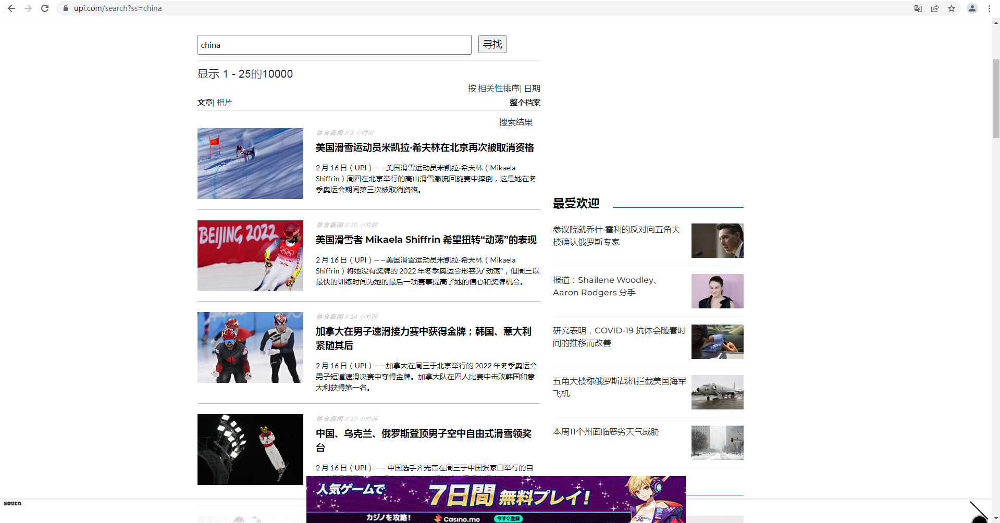 upi.com/search?ss=china
china
寻找
显示 1 - 25的10000
按 相关性排序| 日期
文章| 相片
整个档案
搜索结果
体育新闻 // 3 小时前
美国滑雪运动员米凯拉·希夫林在北京再次被取消资格
2 月 16 日（UPI）——美国滑雪运动员米凯拉·希夫林（Mikaela
Shiffrin）周四在北京举行的高山滑雪激流回旋赛中摔倒，这是她在冬
季奥运会期间第三次被取消资格。
BEIJING 2022
体育新闻 // 10 小时前
美国滑雪者 Mikaela Shiffrin 希望扭转“动荡”的表现
2 月 16 日（UPI）——美国滑雪运动员米凯拉·希夫林（Mikaela
Shiffrin）将她没有奖牌的 2022 年冬季奥运会形容为“动荡”，但周三以
最快的训练时间为她的最后一项赛事提高了她的信心和奖牌机会。
体育新闻 // 14 小时前
加拿大在男子速滑接力赛中获得金牌；韩国、意大利
紧随其后
2 月 16 日（UPI）——加拿大在周三于北京举行的 2022 年冬季奥运会
男子短道速滑决赛中夺得金牌。加拿大队在四人比赛中击败韩国和意
大利获得第一名。
体育新闻 // 17 小时前
中国、乌克兰、俄罗斯登顶男子空中自由式滑雪领奖
台
2 月 16 日（UPI）—— 中国选手齐光普在周三于中国张家口举行的自
最受欢迎
参议院就乔什·霍利的反对向五角大
楼确认俄罗斯专家
报道：Shailene Woodley、
Aaron Rodgers 分手
研究表明，COVID-19 抗体会随着时
间的推移而改善
五角大楼称俄罗斯战机拦截美国海军
飞机
本周11个州面临恶劣天气威胁
人気ゲームで
7日間 無料プレイ!
カジノを攻略!
Casino.me
今すぐ登録
sourn